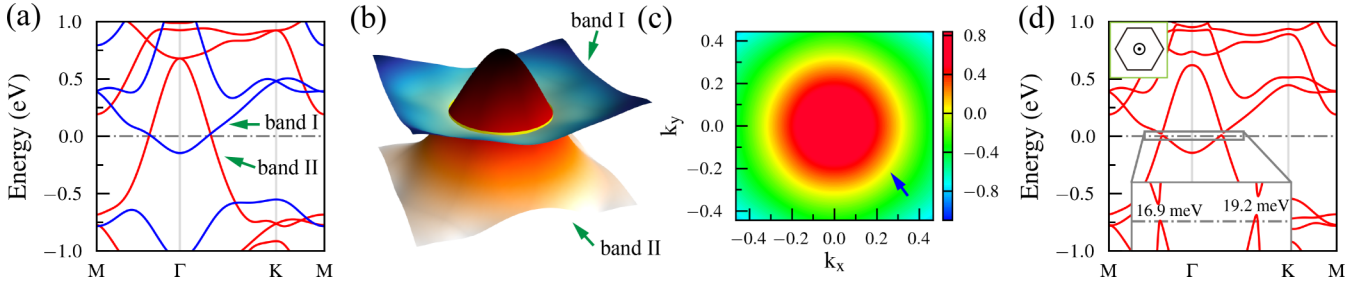 (a)
Energy (eV)
1.0
0.5
0.0
−0.5
−1.0
M Γ K M
band I
band II
(b)
band I
band II
(c)
k_y
0.4
0.2
0.0
−0.2
−0.4
−0.4 −0.2 0.0 0.2 0.4
k_x
0.8
0.4
0.0
−0.4
−0.8
(d)
Energy (eV)
1.0
0.5
0.0
−0.5
−1.0
16.9 meV 19.2 meV
M Γ K M